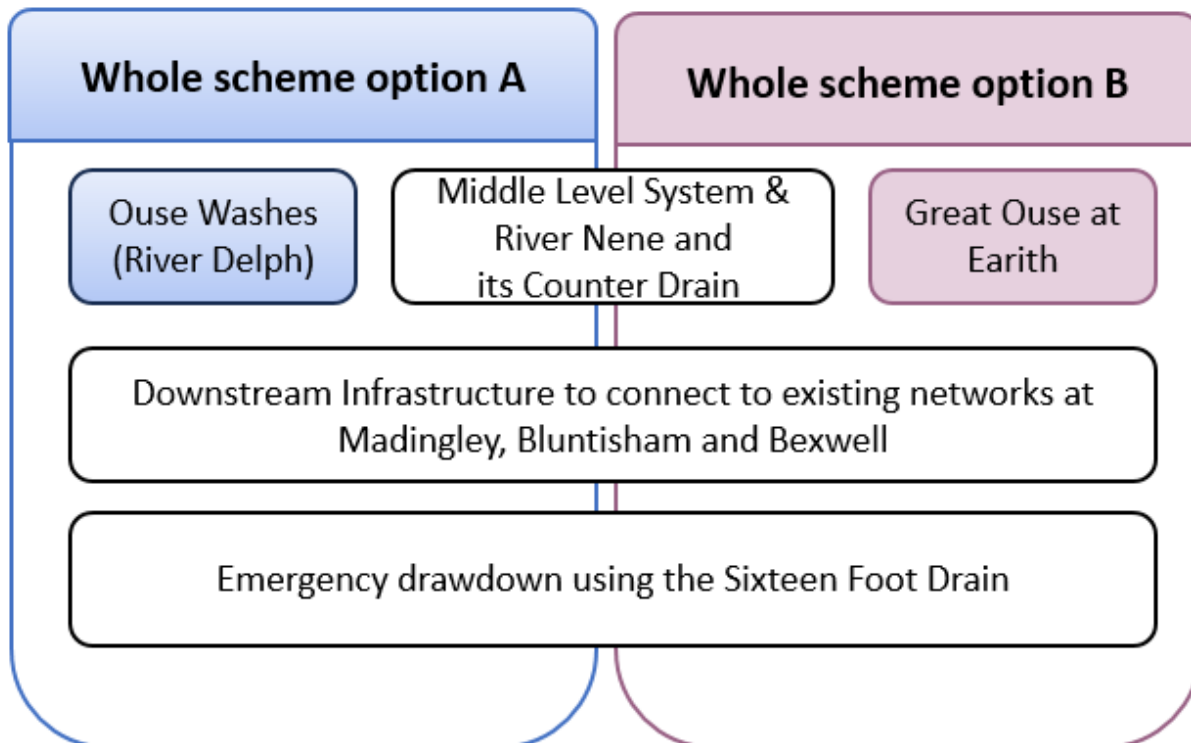 Whole scheme option A
Whole scheme option B
Ouse Washes
(River Delph)
Middle Level System &
River Nene and
its Counter Drain
Great Ouse at
Earith
Downstream Infrastructure to connect to existing networks at
Madingley, Bluntisham and Bexwell
Emergency drawdown using the Sixteen Foot Drain